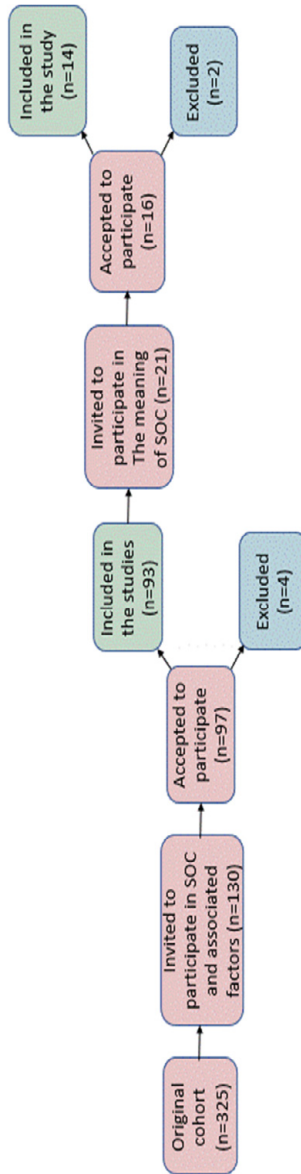 Original
cohort
(n=325)
Invited to
participate in SOC
and associated
factors (n=130)
Accepted to
participate
(n=97)
Included in
the studies
(n=93)
Excluded
(n=4)
Invited to
participate in
The meaning
of SOC (n=21)
Accepted to
participate
(n=16)
Included in
the study
(n=14)
Excluded
(n=2)